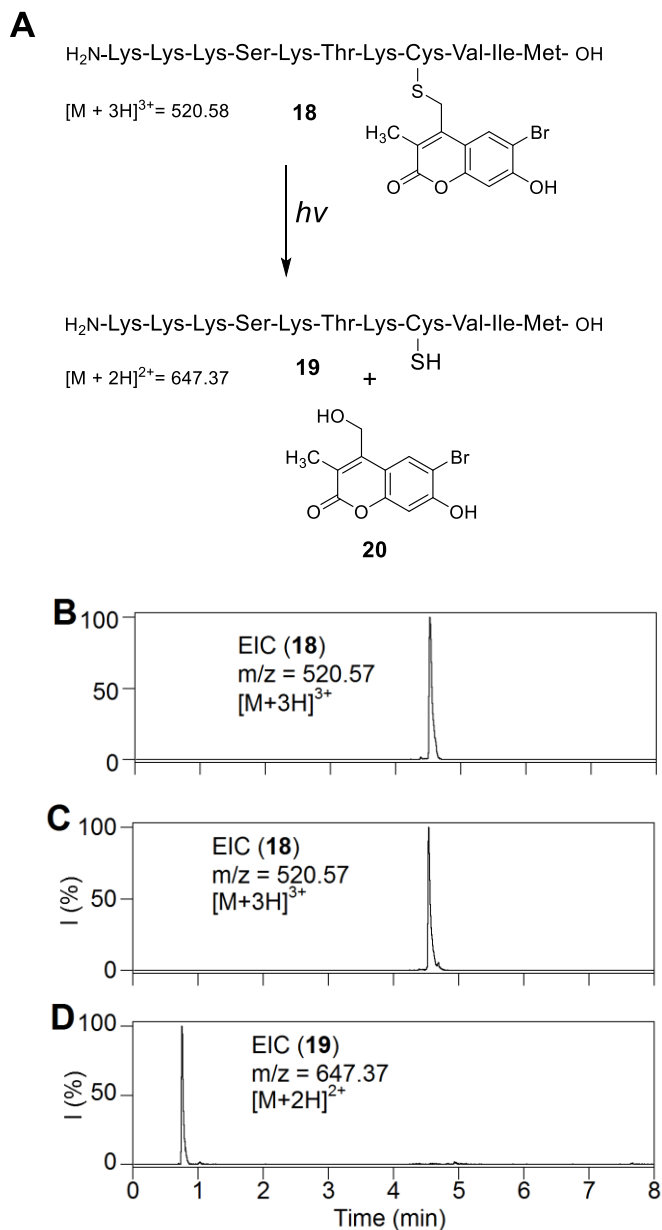 A
H₂N-Lys-Lys-Lys-Ser-Lys-Thr-Lys-Cys-Val-Ile-Met- OH
S
[M + 3H]³⁺= 520.58
18
H₃C
Br
O
O
OH
hv
H₂N-Lys-Lys-Lys-Ser-Lys-Thr-Lys-Cys-Val-Ile-Met- OH
SH
19
[M + 2H]²⁺= 647.37
+
HO
H₃C
Br
O
O
OH
20
B
100
50
0
EIC (18)
m/z = 520.57
[M+3H]³⁺
C
100
50
0
I (%)
EIC (18)
m/z = 520.57
[M+3H]³⁺
D
100
50
0
I (%)
EIC (19)
m/z = 647.37
[M+2H]²⁺
0 1 2 3 4 5 6 7 8
Time (min)